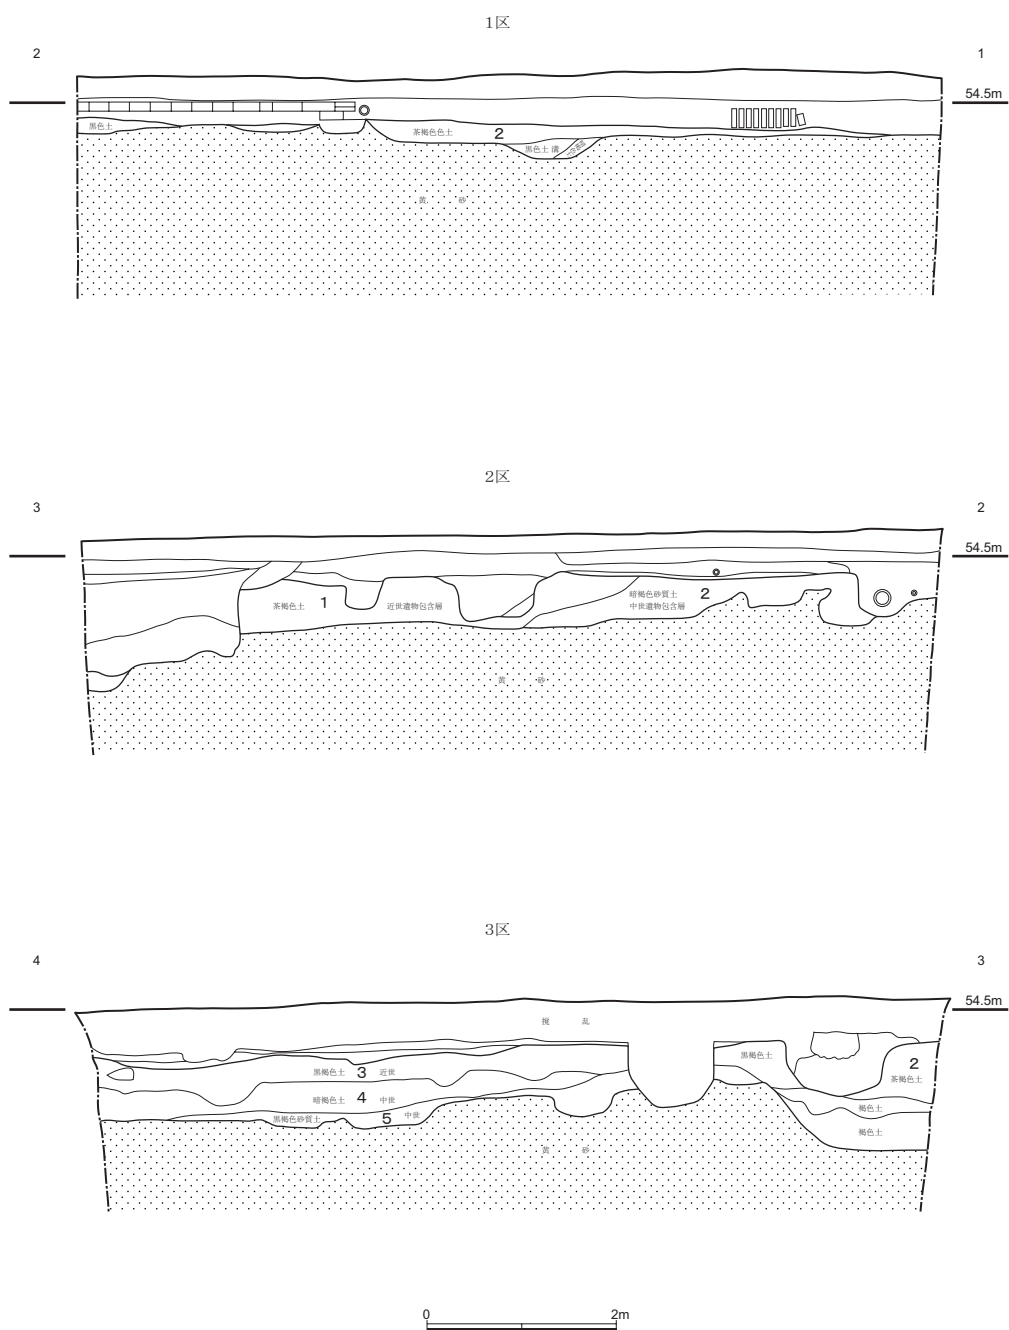 1区
2 1
54.5m
黒色土
茶褐色色土 2
黒色土 溝
黄 砂
2区
3 2
54.5m
茶褐色土 1 近世遺物包含層
暗褐色砂質土 2
中世遺物包含層
黄 砂
3区
4 3
54.5m
撹 乱
黒褐色土
2
茶褐色土
黒褐色土 3 近世
暗褐色土 4 中世
褐色土
黒褐色砂質土 5 中世
褐色土
黄 砂
0 2m